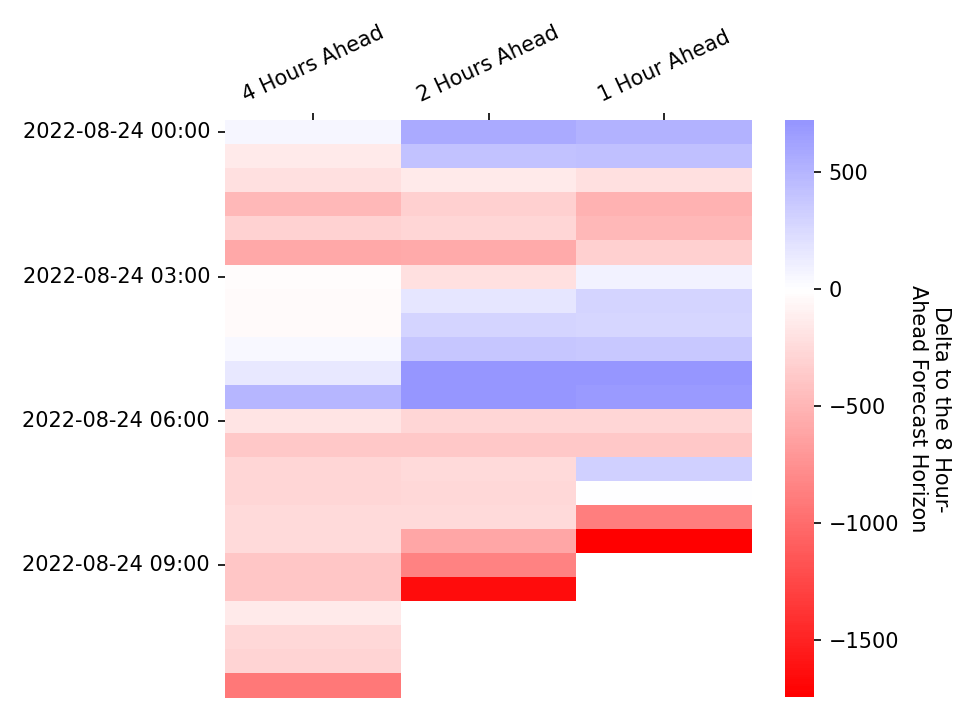 4 Hours Ahead
2 Hours Ahead
1 Hour Ahead
2022-08-24 00:00
2022-08-24 03:00
2022-08-24 06:00
2022-08-24 09:00
500
0
−500
−1000
−1500
Delta to the 8 Hour-
Ahead Forecast Horizon